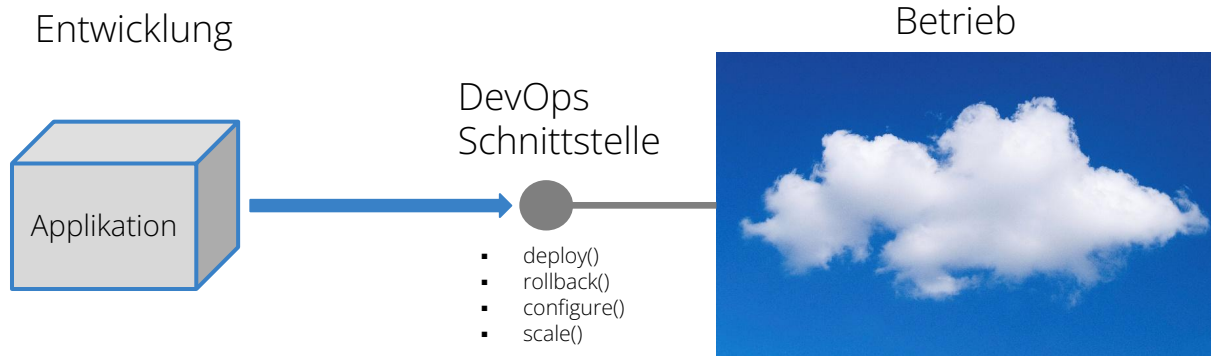 Entwicklung
Betrieb
DevOps
Schnittstelle
Applikation
▪ deploy()
▪ rollback()
▪ configure()
▪ scale()